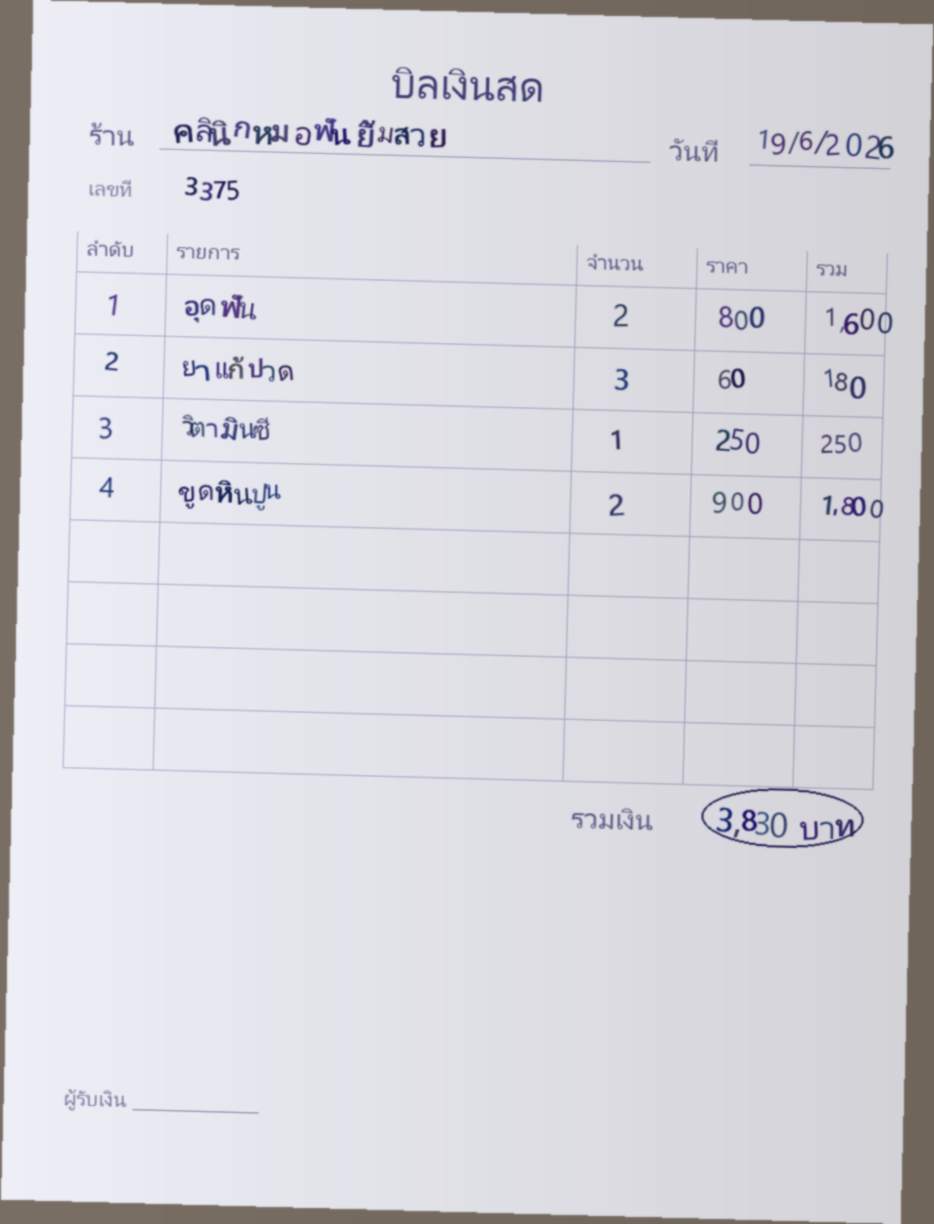 บิลเงินสด
ร้าน คลินิกหมอฟัน ยิ้มสวย วันที่ 19/6/2026
เลขที่ 3375
ลำดับ รายการ จำนวน ราคา รวม
1 อุดฟัน 2 800 1,600
2 ยาแก้ปวด 3 60 180
3 วิตามินซี 1 250 250
4 ขูดหินปูน 2 900 1,800
รวมเงิน 3,830 บาท
ผู้รับเงิน